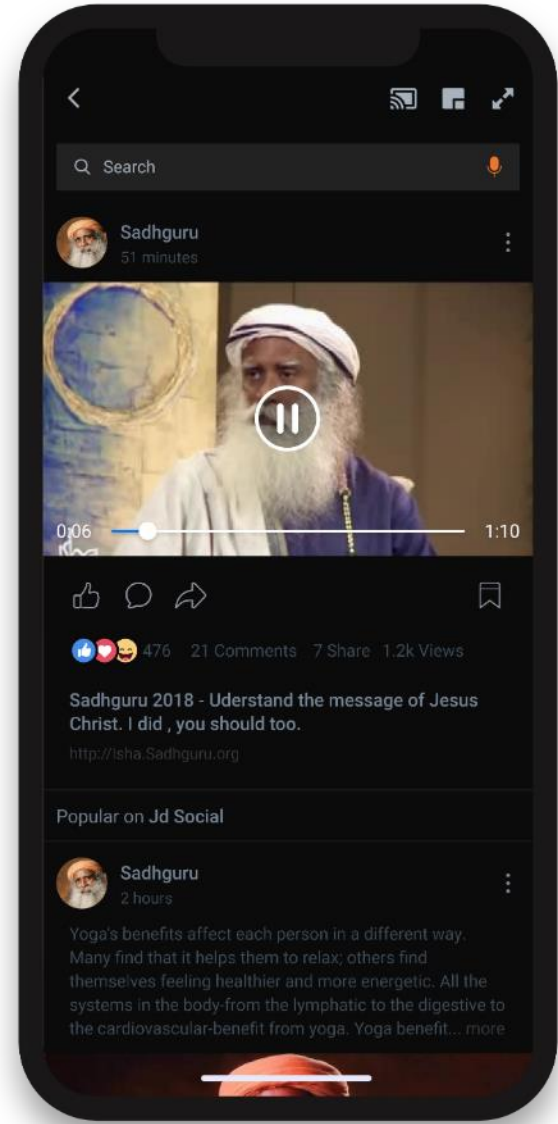 Search
Sadhguru
51 minutes
0:06
1:10
476 21 Comments 7 Share 1.2k Views
Sadhguru 2018 - Uderstand the message of Jesus
Christ. I did , you should too.
http://Isha.Sadhguru.org
Popular on Jd Social
Sadhguru
2 hours
Yoga's benefits affect each person in a different way.
Many find that it helps them to relax; others find
themselves feeling healthier and more energetic. All the
systems in the body-from the lymphatic to the digestive to
the cardiovascular-benefit from yoga. Yoga benefit... more